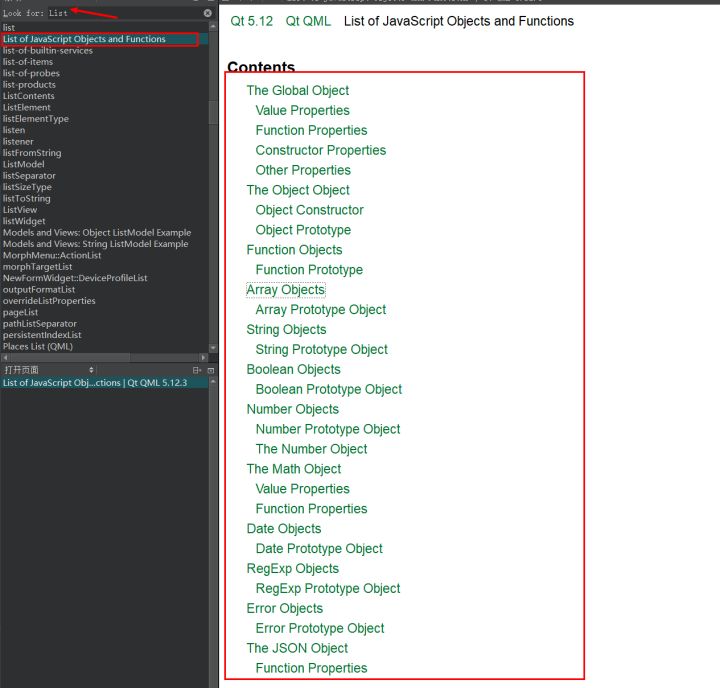 Look for: List
list
List of JavaScript Objects and Functions
list-of-builtin-services
list-of-items
list-of-probes
list-products
ListContents
ListElement
listElementType
listen
listener
listFromString
ListModel
listSeparator
listSizeType
listToString
ListView
listWidget
Models and Views: Object ListModel Example
Models and Views: String ListModel Example
MorphMenu::ActionList
morphTargetList
NewFormWidget::DeviceProfileList
outputFormatList
overrideListProperties
pageList
pathListSeparator
persistentIndexList
Places List (QML)
打开页面
List of JavaScript Obj...ctions | Qt QML 5.12.3
Qt 5.12 Qt QML List of JavaScript Objects and Functions
Contents
The Global Object
Value Properties
Function Properties
Constructor Properties
Other Properties
The Object Object
Object Constructor
Object Prototype
Function Objects
Function Prototype
Array Objects
Array Prototype Object
String Objects
String Prototype Object
Boolean Objects
Boolean Prototype Object
Number Objects
Number Prototype Object
The Number Object
The Math Object
Value Properties
Function Properties
Date Objects
Date Prototype Object
RegExp Objects
RegExp Prototype Object
Error Objects
Error Prototype Object
The JSON Object
Function Properties